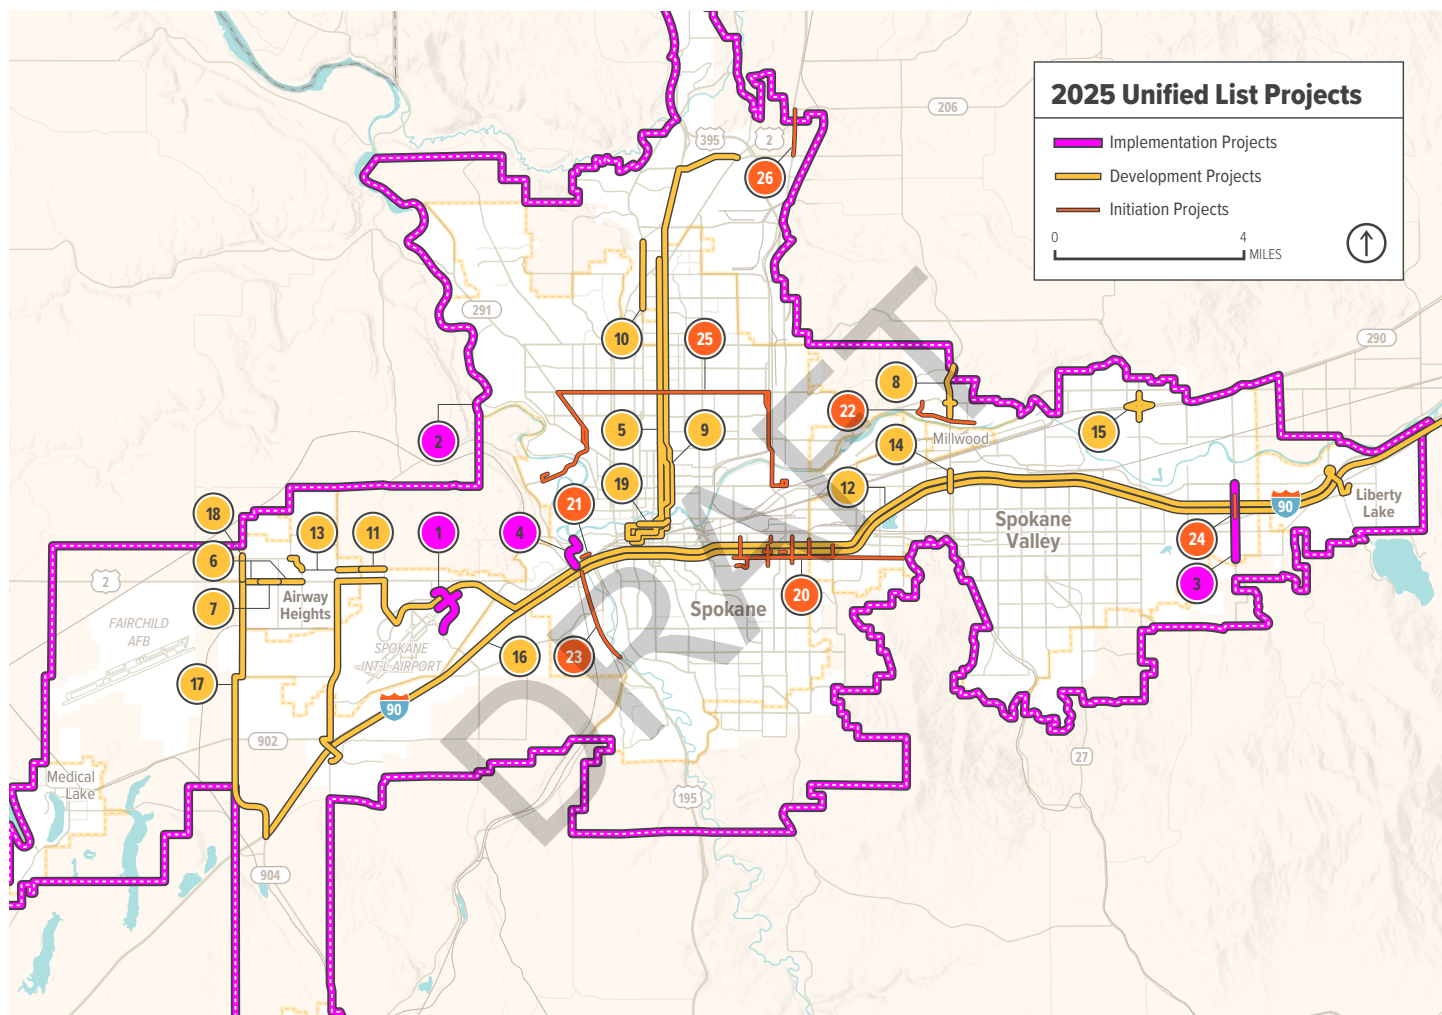 2025 Unified List Projects
Implementation Projects
Development Projects
Initiation Projects
0
4
MILES
206
395
2
26
291
290
10
25
8
22
2
5
9
14
Millwood
15
19
12
21
18
13
11
1
4
90
Liberty
Lake
Spokane
Valley
24
6
2
Airway
Heights
7
3
20
Spokane
FAIRCHILD
AFB
SPOKANE
INT'L AIRPORT
16
23
17
90
902
27
Medical
Lake
195
904
DRAFT